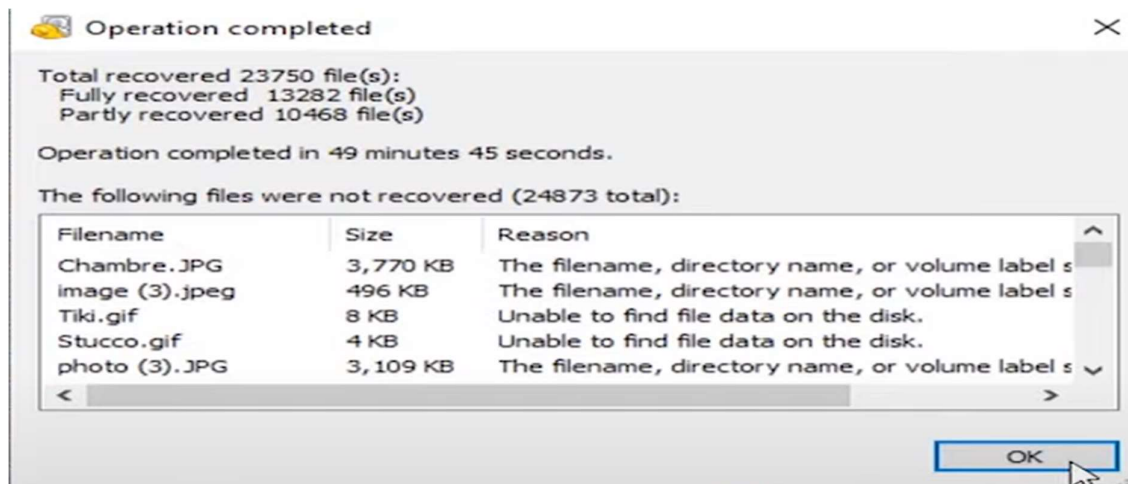 Operation completed
Total recovered 23750 file(s):
Fully recovered 13282 file(s)
Partly recovered 10468 file(s)
Operation completed in 49 minutes 45 seconds.
The following files were not recovered (24873 total):
Filename Size Reason
Chambre.JPG 3,770 KB The filename, directory name, or volume label s
image (3).jpeg 496 KB The filename, directory name, or volume label s
Tiki.gif 8 KB Unable to find file data on the disk.
Stucco.gif 4 KB Unable to find file data on the disk.
photo (3).JPG 3,109 KB The filename, directory name, or volume label s
OK